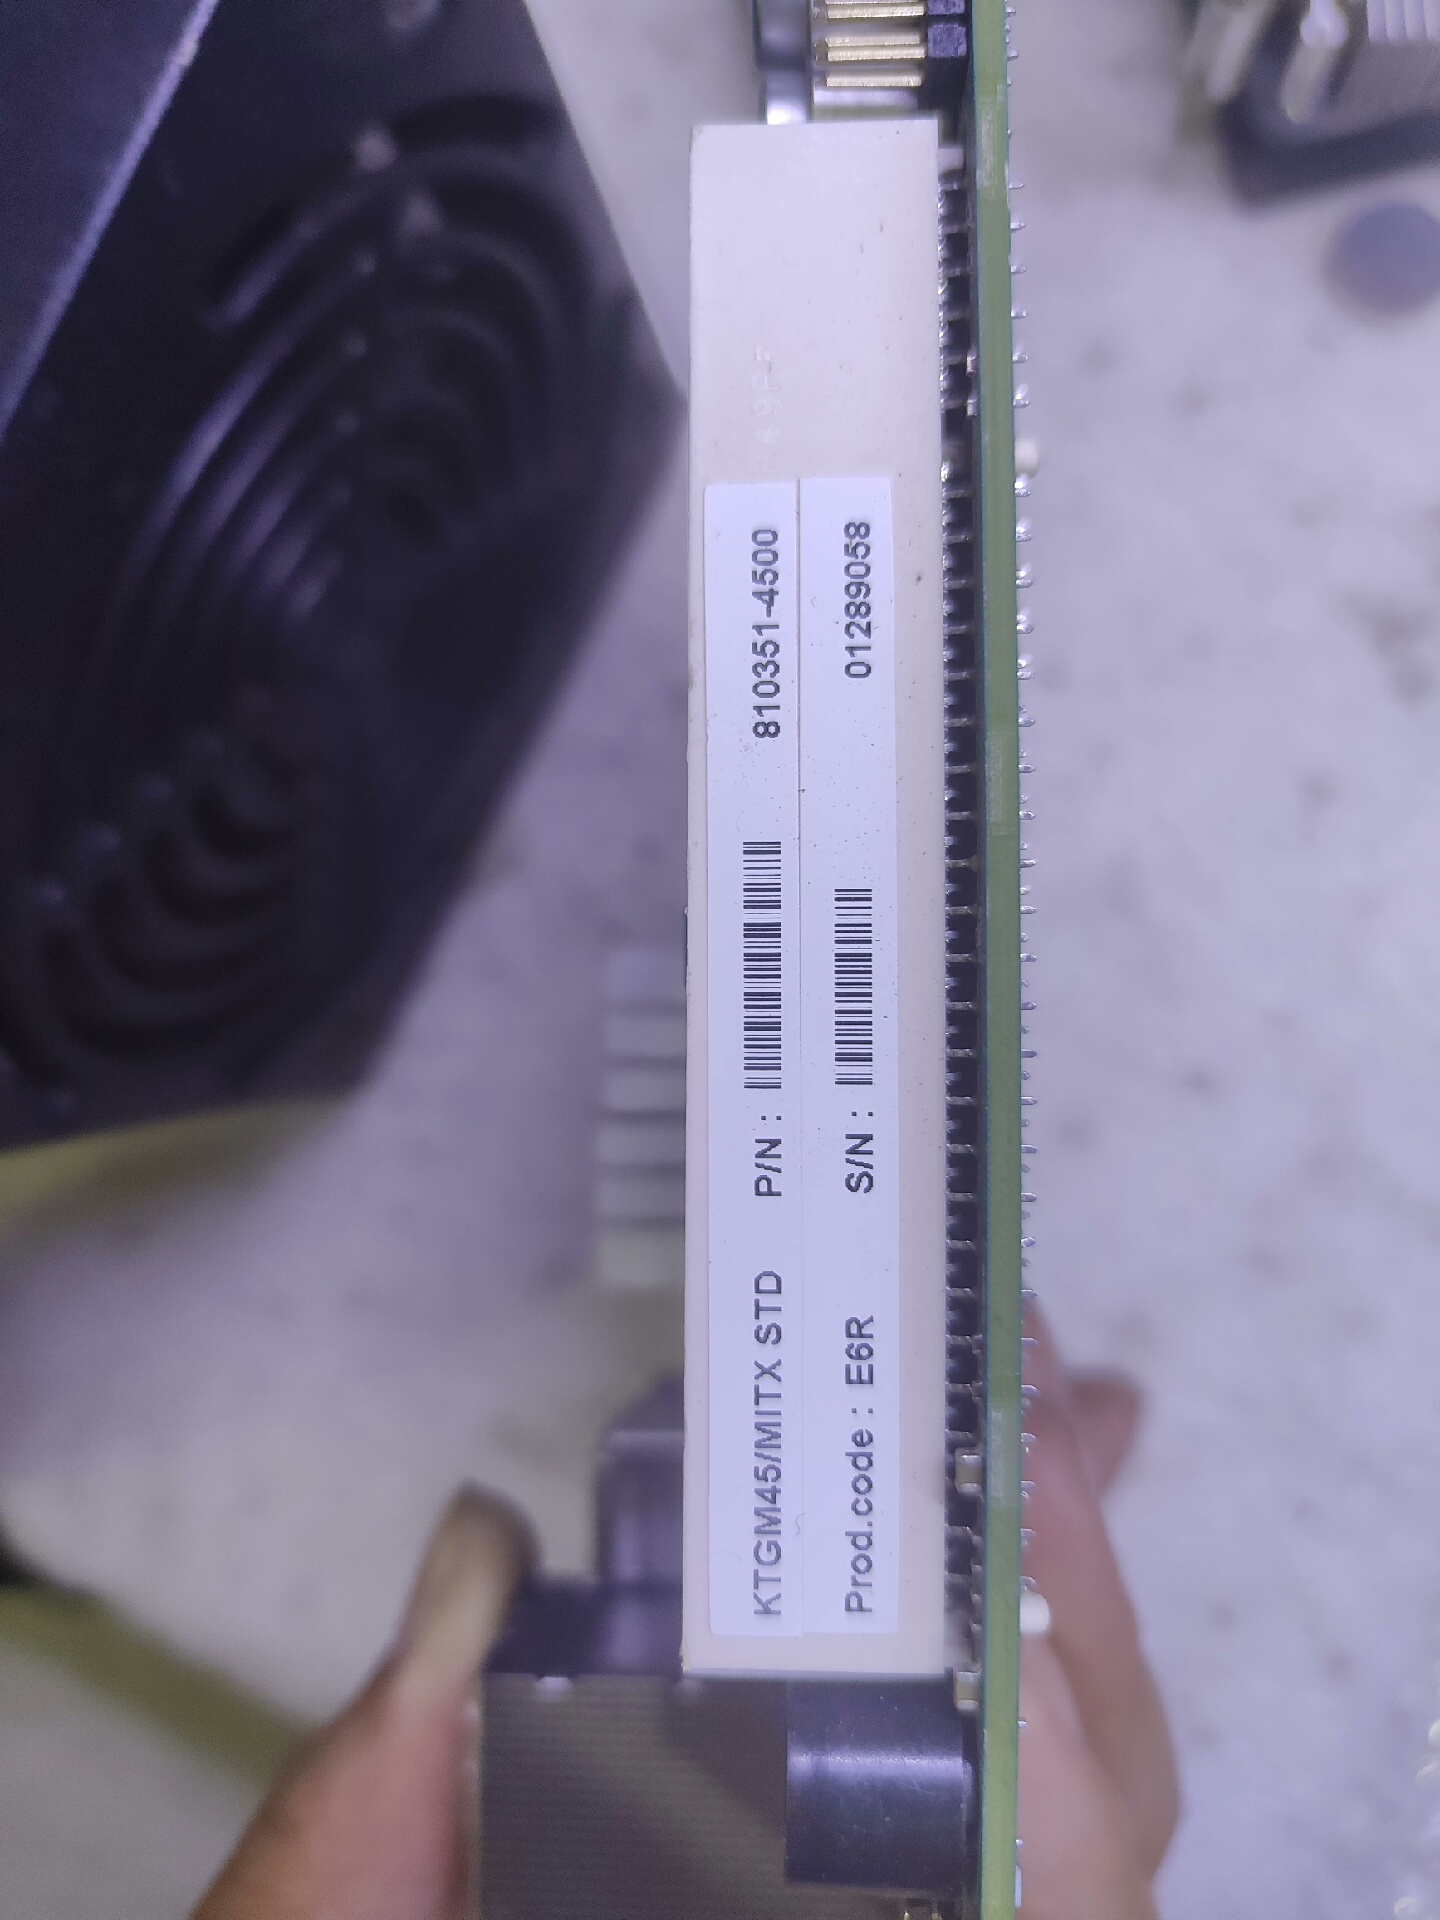 KTGM45/MITX STD P/N : 810351-4500
Prod.code : E6R S/N : 01289058